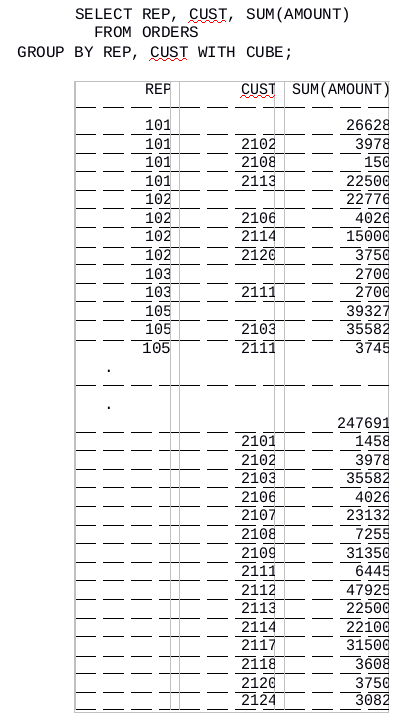 SELECT REP, CUST, SUM(AMOUNT)
FROM ORDERS
GROUP BY REP, CUST WITH CUBE;
REP CUST SUM(AMOUNT)
101 26628
101 2102 3978
101 2108 150
101 2113 22500
102 22776
102 2106 4026
102 2114 15000
102 2120 3750
103 2700
103 2111 2700
105 39327
105 2103 35582
105 2111 3745
.
.
247691
2101 1458
2102 3978
2103 35582
2106 4026
2107 23132
2108 7255
2109 31350
2111 6445
2112 47925
2113 22500
2114 22100
2117 31500
2118 3608
2120 3750
2124 3082